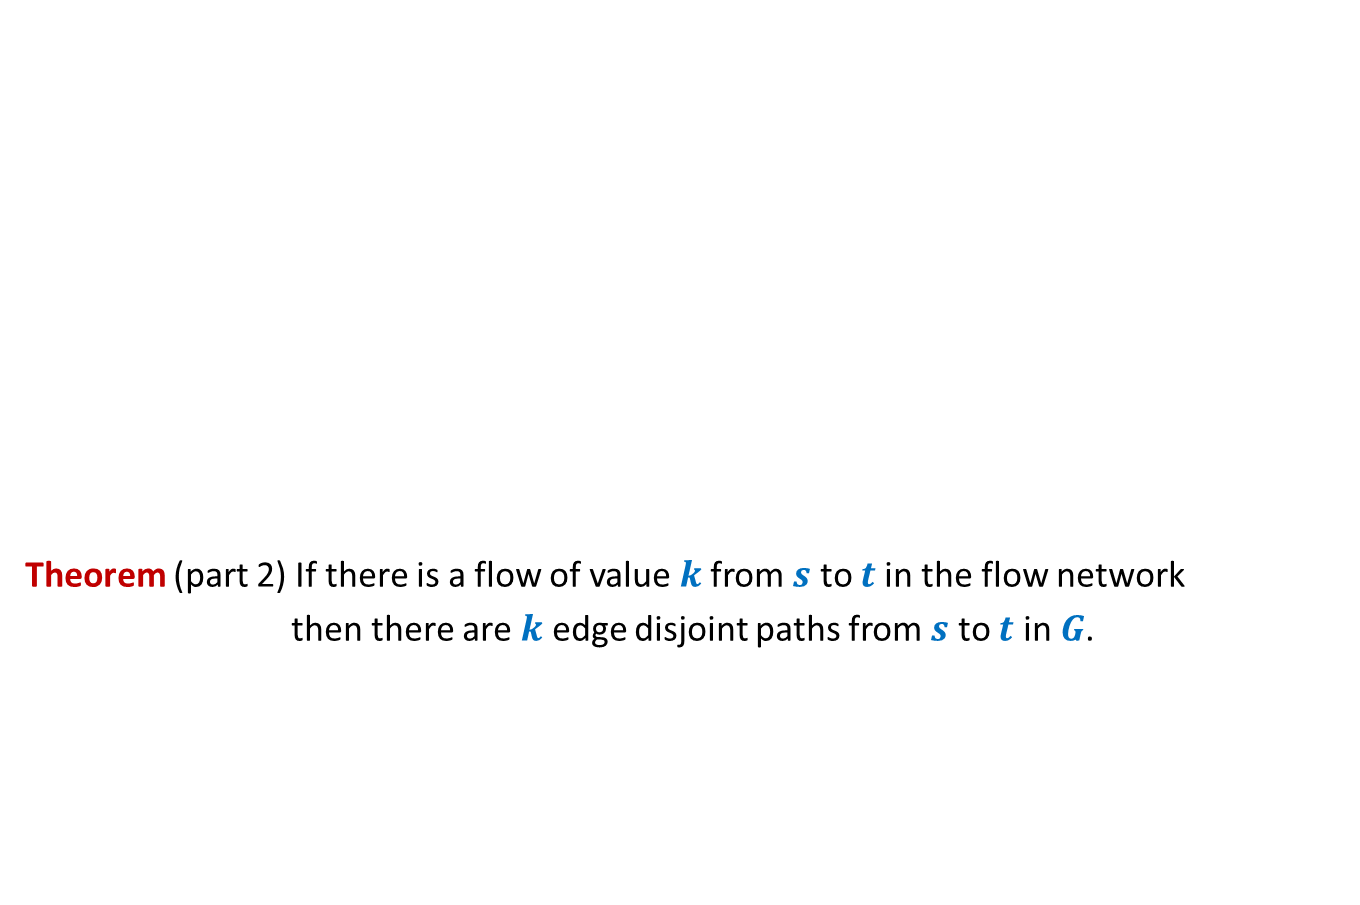 Theorem (part 2) If there is a flow of value k from s to t in the flow network
then there are k edge disjoint paths from s to t in G.